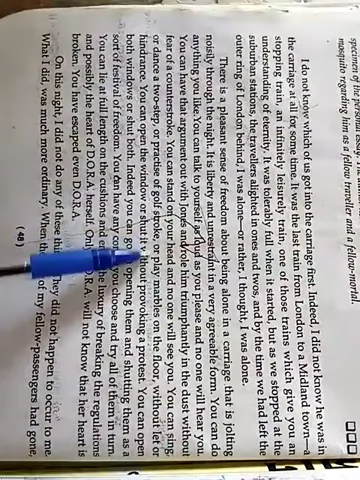 specimen of the personal essay. The
mosquito regarding him as a fellow traveller and a fellow-mortal.
I do not know which of us got into the carriage first. Indeed, I did not know he was in
the carriage at all for some time. It was the last train from London to a Midland town—a
stopping train, an infinitely leisurely train, one of those trains which give you an
understanding of eternity. It was tolerably full when it started, but as we stopped at the
suburban stations the travellers alighted in ones and twos, and by the time we had left the
outer ring of London behind, I was alone—or rather, I thought I was alone.
There is a pleasant sense of freedom about being alone in a carriage that is jolting
noisily through the night. It is liberty and unrestraint in a very agreeable form. You can do
anything you like. You can talk to yourself as loud as you please and no one will hear you.
You can have that argument out with Jones and roll him triumphantly in the dust without
fear of a counterstroke. You can stand on your head and no one will see you. You can sing,
or dance a two-step, or practise a golf stroke, or play marbles on the floor without let or
hindrance. You can open the window or shut it without provoking a protest. You can open
both windows or shut both. Indeed you can go opening them and shutting them as a
sort of festival of freedom. You can have any you choose and try all of them in turn.
You can lie at full length on the cushions and the luxury of breaking the regulations
and possibly the heart of D.O.R.A. herself. Only will not know that her heart is
broken. You have escaped even D.O.R.A.
On this night I did not do any of these They did not happen to occur to me.
What I did was much more ordinary. When of my fellow-passengers had gone,
(48)